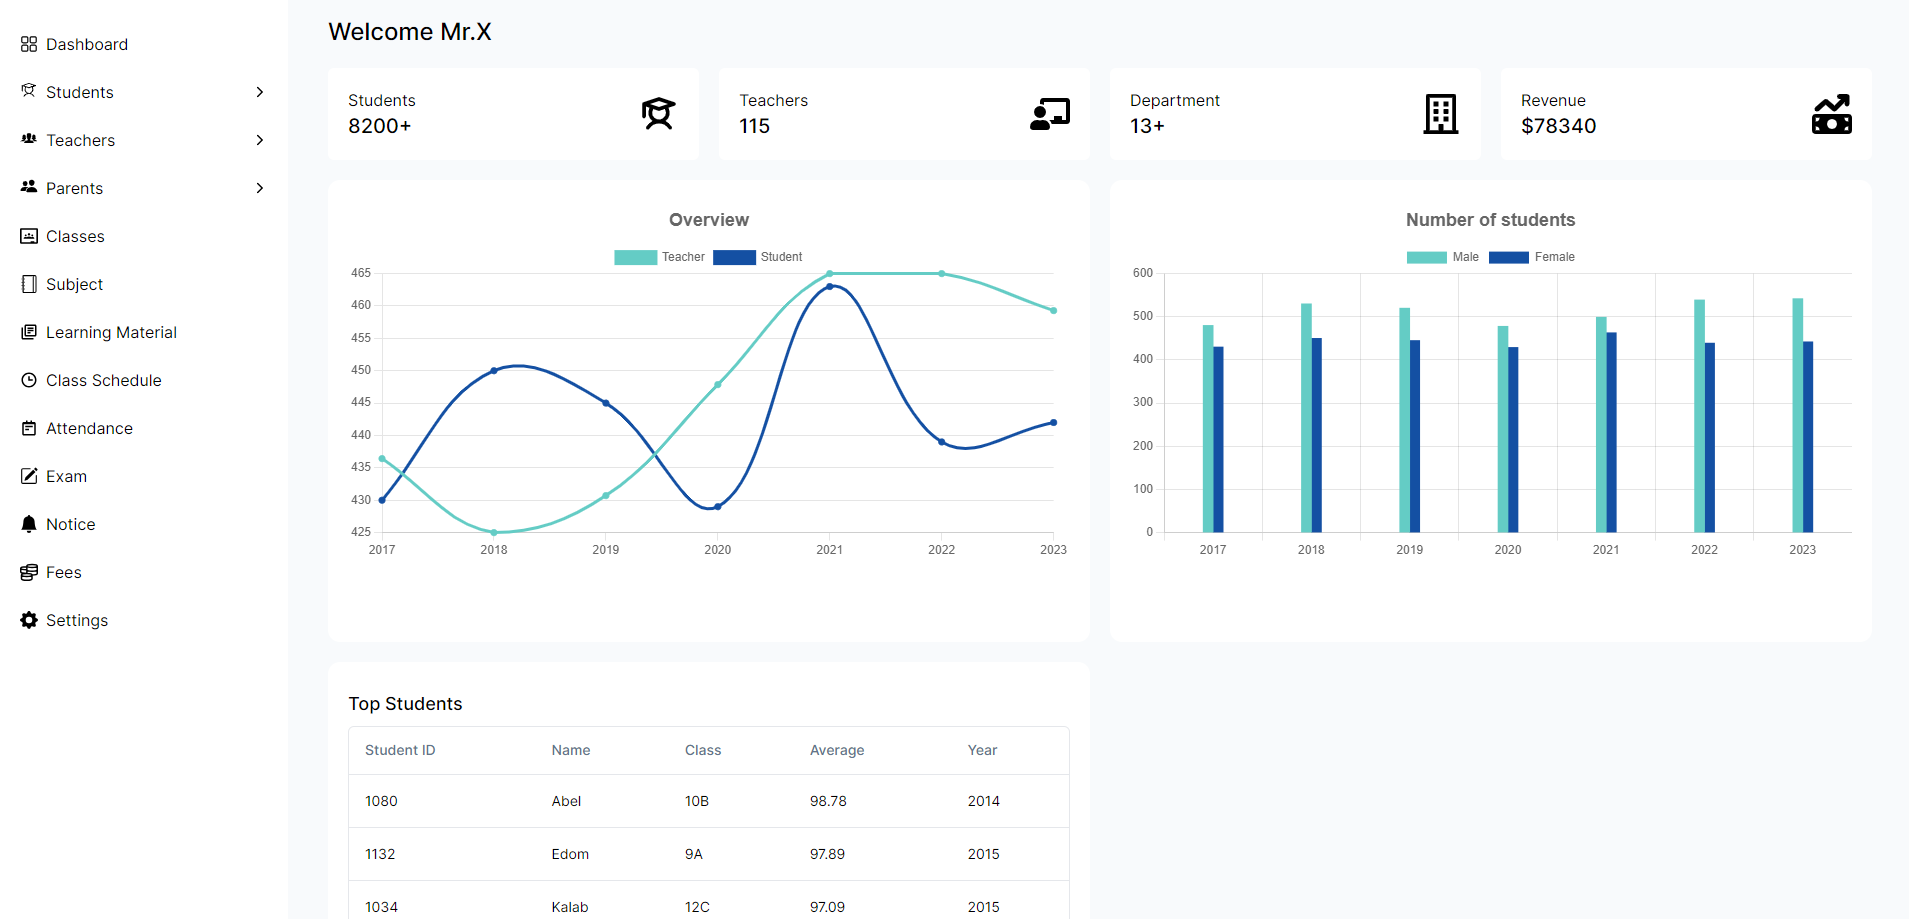 Dashboard
Students
Teachers
Parents
Classes
Subject
Learning Material
Class Schedule
Attendance
Exam
Notice
Fees
Settings
Welcome Mr.X
Students
8200+
Teachers
115
Department
13+
Revenue
$78340
Overview
Teacher Student
465
460
455
450
445
440
435
430
425
2017 2018 2019 2020 2021 2022 2023
Number of students
Male Female
600
500
400
300
200
100
0
2017 2018 2019 2020 2021 2022 2023
Top Students
Student ID Name Class Average Year
1080 Abel 10B 98.78 2014
1132 Edom 9A 97.89 2015
1034 Kalab 12C 97.09 2015